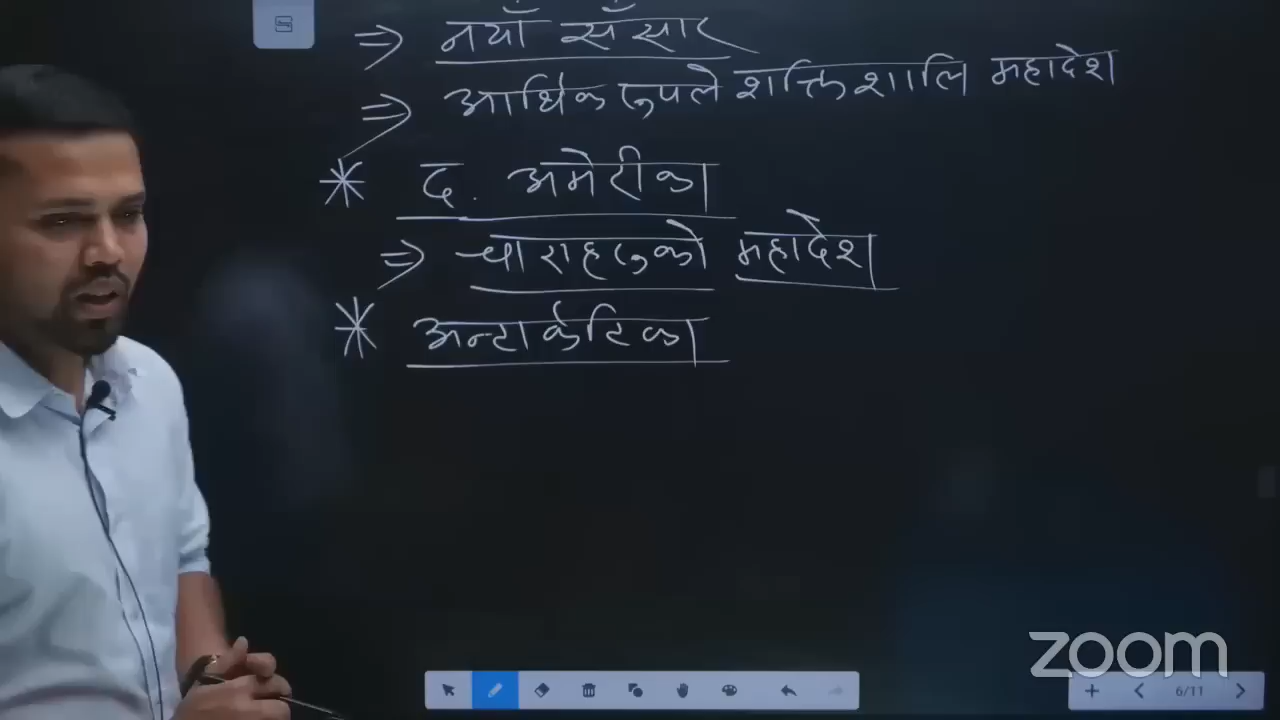 ⇒ नयाँ सँसार
⇒ आर्थिक रुपले शक्तिशालि महादेश
* द. अमेरीका
⇒ चाराहरुको महादेश
* अन्टार्कटिका
zoom
6/11